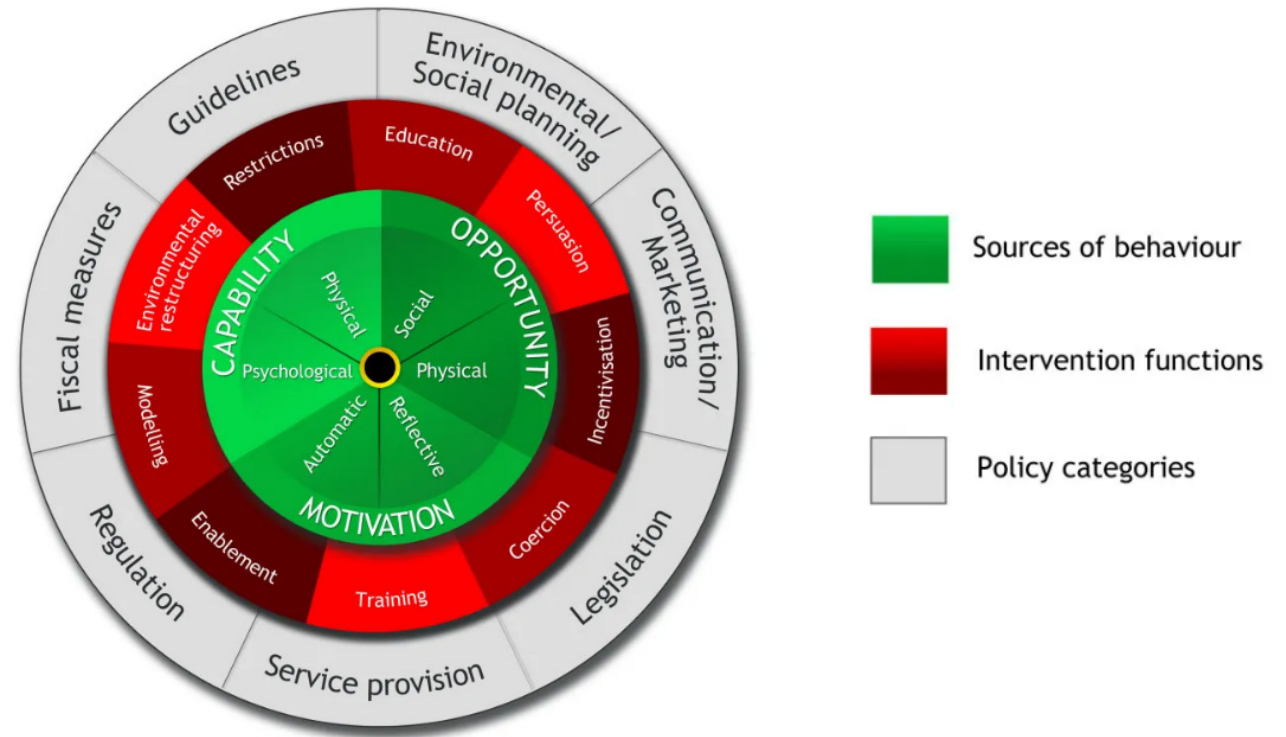 Guidelines
Environmental/
Social planning
Communication/
Marketing
Legislation
Service provision
Regulation
Fiscal measures
Restrictions
Education
Persuasion
Incentivisation
Coercion
Training
Enablement
Modelling
Environmental
restructuring
CAPABILITY
OPPORTUNITY
MOTIVATION
Physical
Social
Psychological
Physical
Automatic
Reflective
Sources of behaviour
Intervention functions
Policy categories